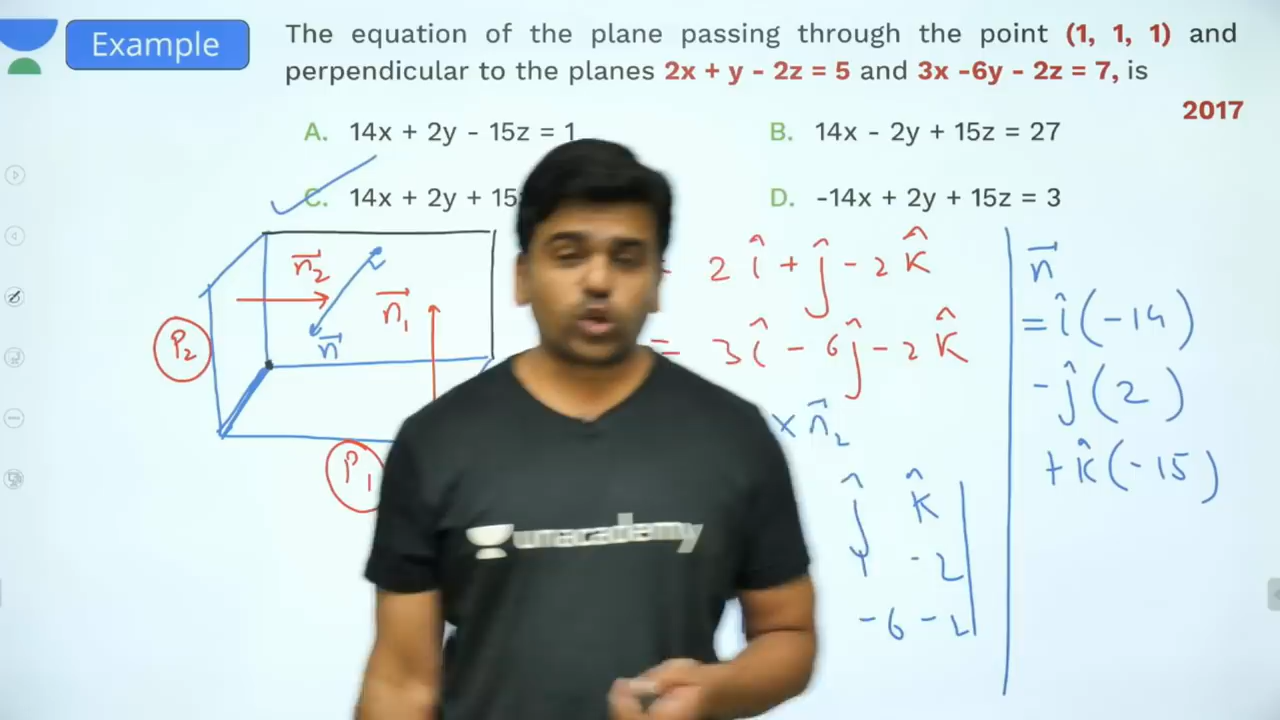 Example
The equation of the plane passing through the point (1, 1, 1) and
perpendicular to the planes 2x + y - 2z = 5 and 3x -6y - 2z = 7, is
2017
A. 14x + 2y - 15z = 1
B. 14x - 2y + 15z = 27
C. 14x + 2y + 15
D. -14x + 2y + 15z = 3
n⃗₂
n⃗₁
n⃗
P₂
P₁
2î + ĵ - 2k̂
= 3î - 6ĵ - 2k̂
× n⃗₂
ĵ k̂
-2
-6 -2
n⃗
= î(-14)
- ĵ(2)
+ k̂(-15)
unacademy